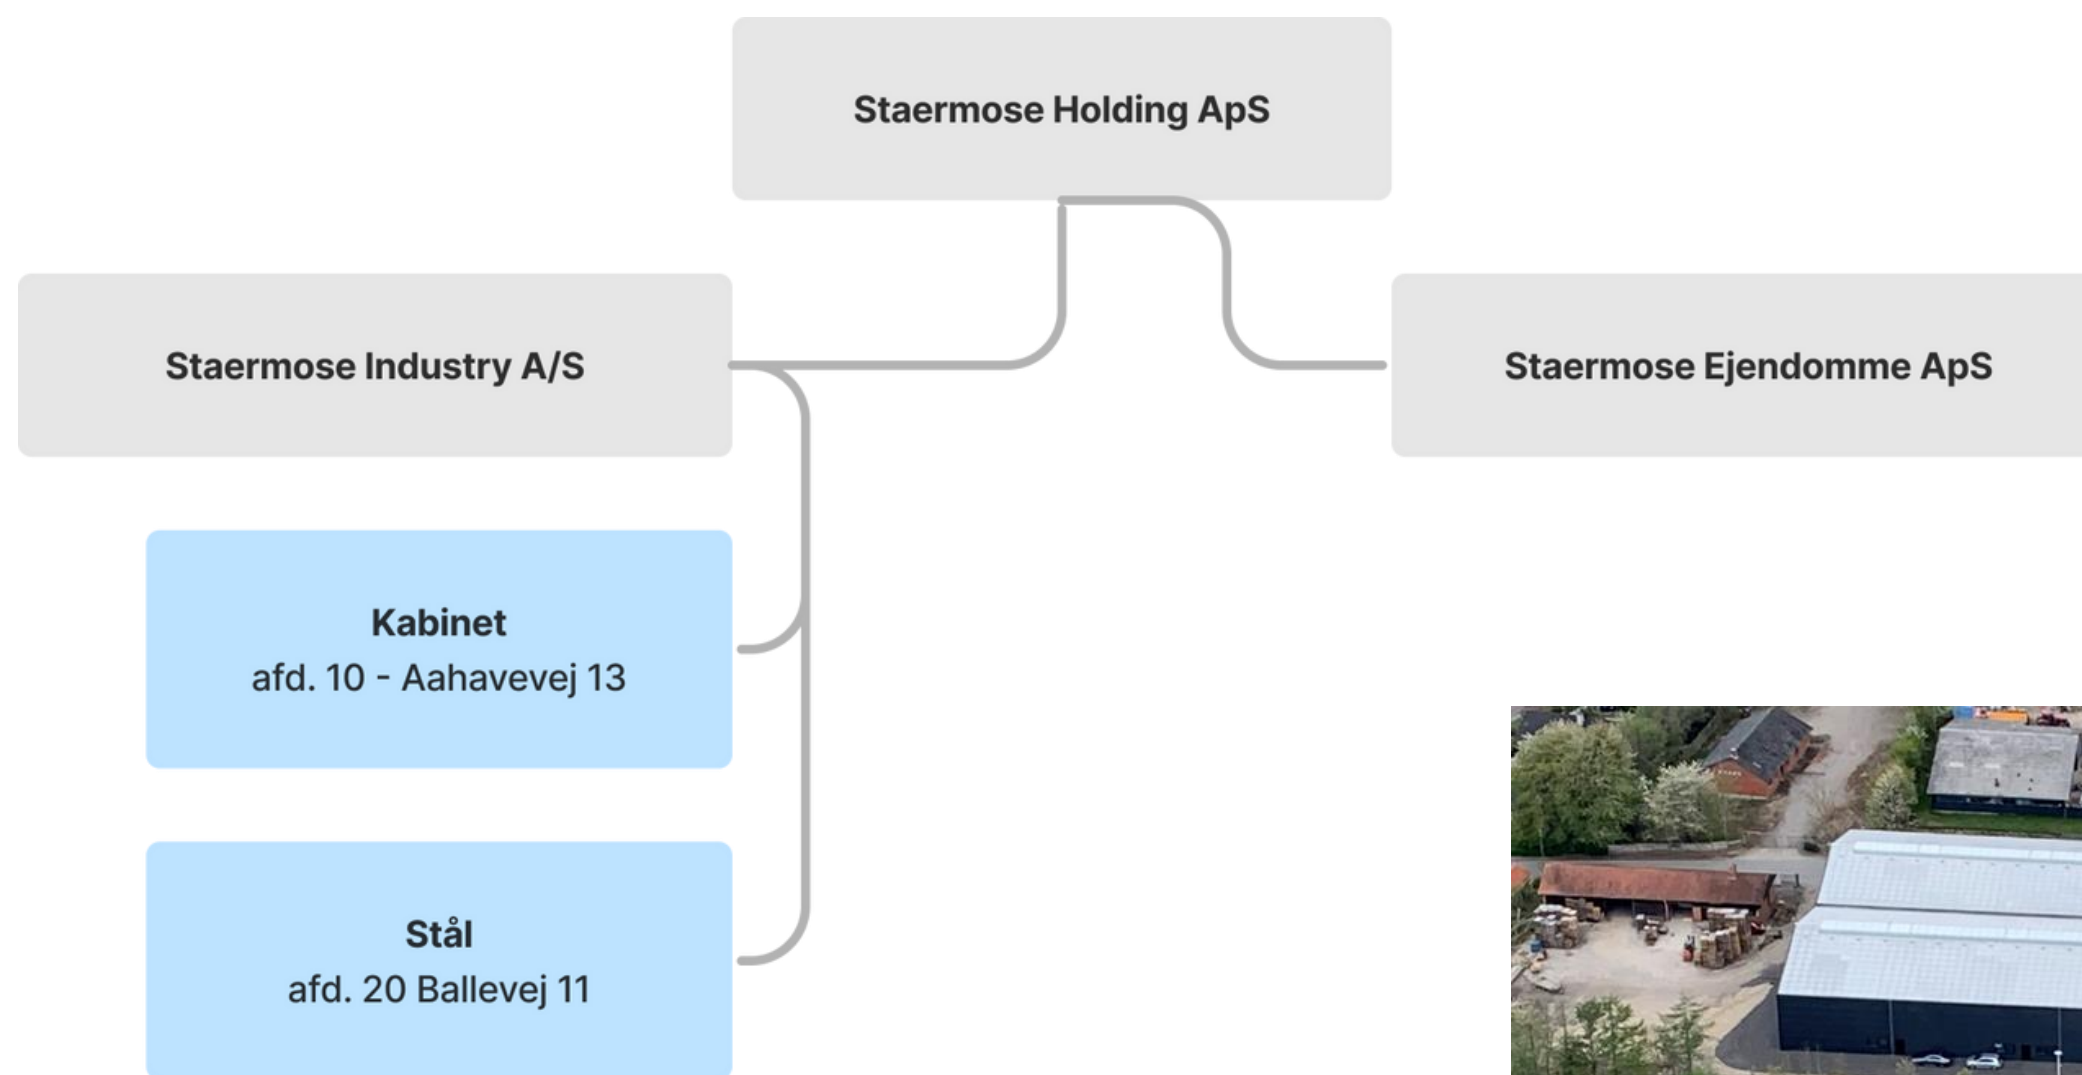 Staermose Holding ApS
Staermose Industry A/S
Staermose Ejendomme ApS
Kabinet
afd. 10 - Aahavevej 13
Stål
afd. 20 Ballevej 11